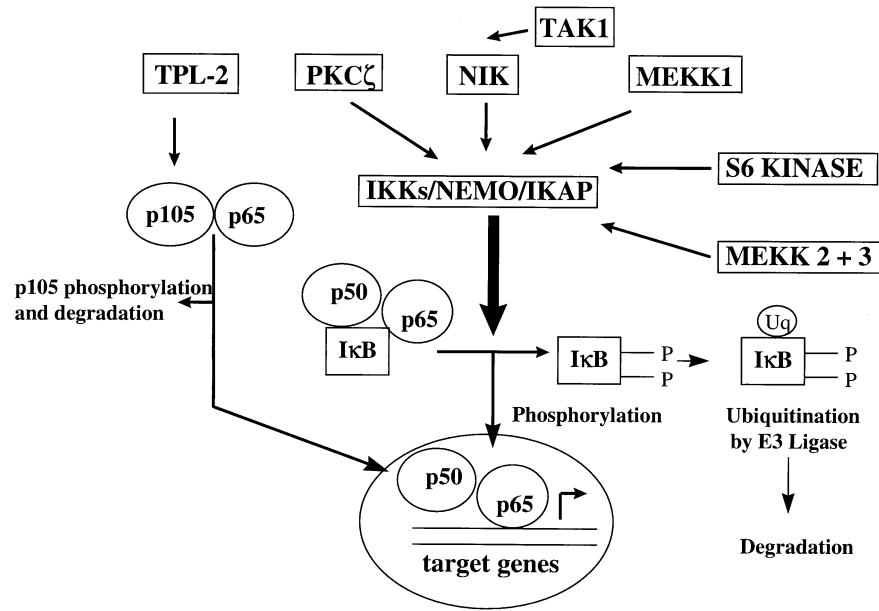 TAK1
TPL-2
PKCζ
NIK
MEKK1
S6 KINASE
IKKs/NEMO/IKAP
p105
p65
MEKK 2 + 3
p105 phosphorylation
and degradation
p50
p65
IκB
IκB
P
P
Uq
IκB
P
P
Phosphorylation
Ubiquitination
by E3 Ligase
p50
p65
target genes
Degradation